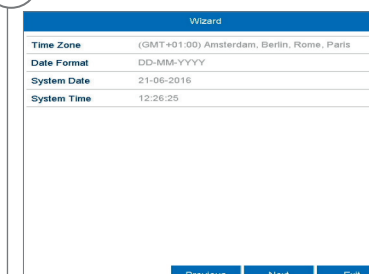 Wizard
Time Zone (GMT+01:00) Amsterdam, Berlin, Rome, Paris
Date Format DD-MM-YYYY
System Date 21-06-2016
System Time 12:26:25
Previous Next Exit